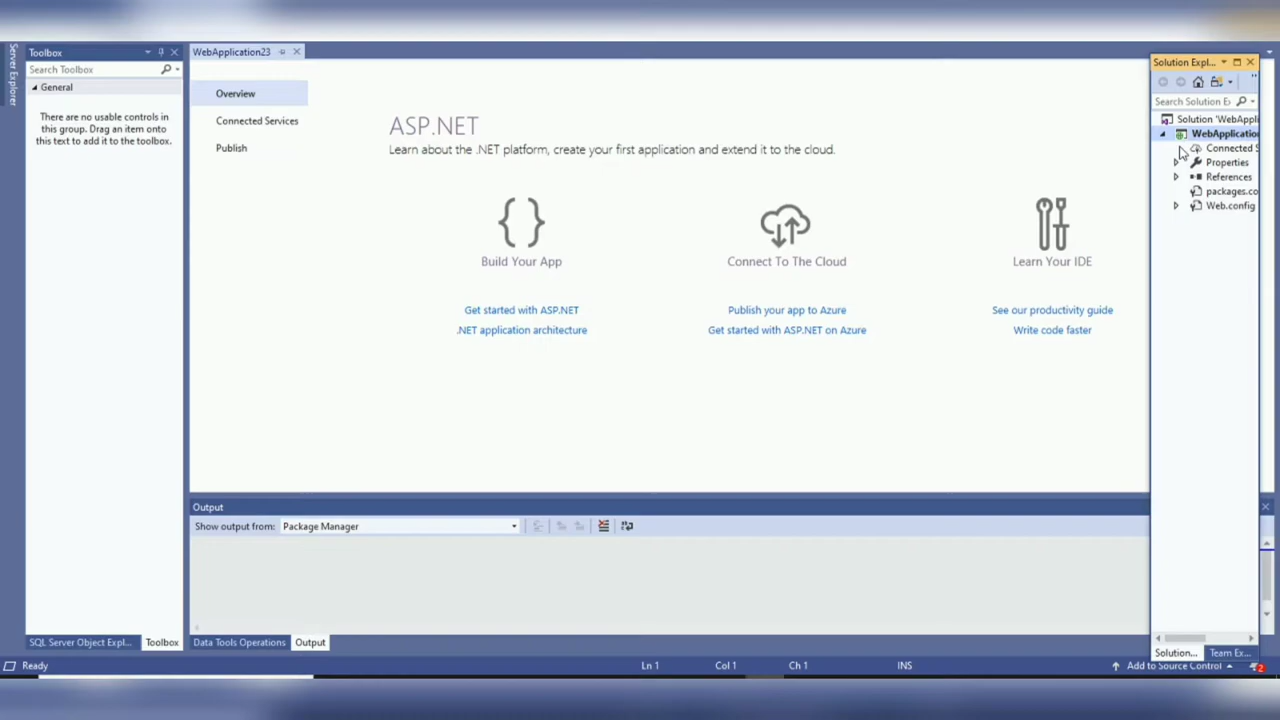 Server Explorer
Toolbox
Search Toolbox
General
There are no usable controls in
this group. Drag an item onto
this text to add it to the toolbox.
SQL Server Object Expl...
Toolbox
WebApplication23
Overview
Connected Services
Publish
ASP.NET
Learn about the .NET platform, create your first application and extend it to the cloud.
Build Your App
Get started with ASP.NET
.NET application architecture
Connect To The Cloud
Publish your app to Azure
Get started with ASP.NET on Azure
Learn Your IDE
See our productivity guide
Write code faster
Output
Show output from: Package Manager
Data Tools Operations
Output
Solution Expl...
Search Solution E
Solution 'WebAppli
WebApplication
Connected S
Properties
References
packages.co
Web.config
Solution...
Team Ex...
Ready
Ln 1
Col 1
Ch 1
INS
Add to Source Control
2